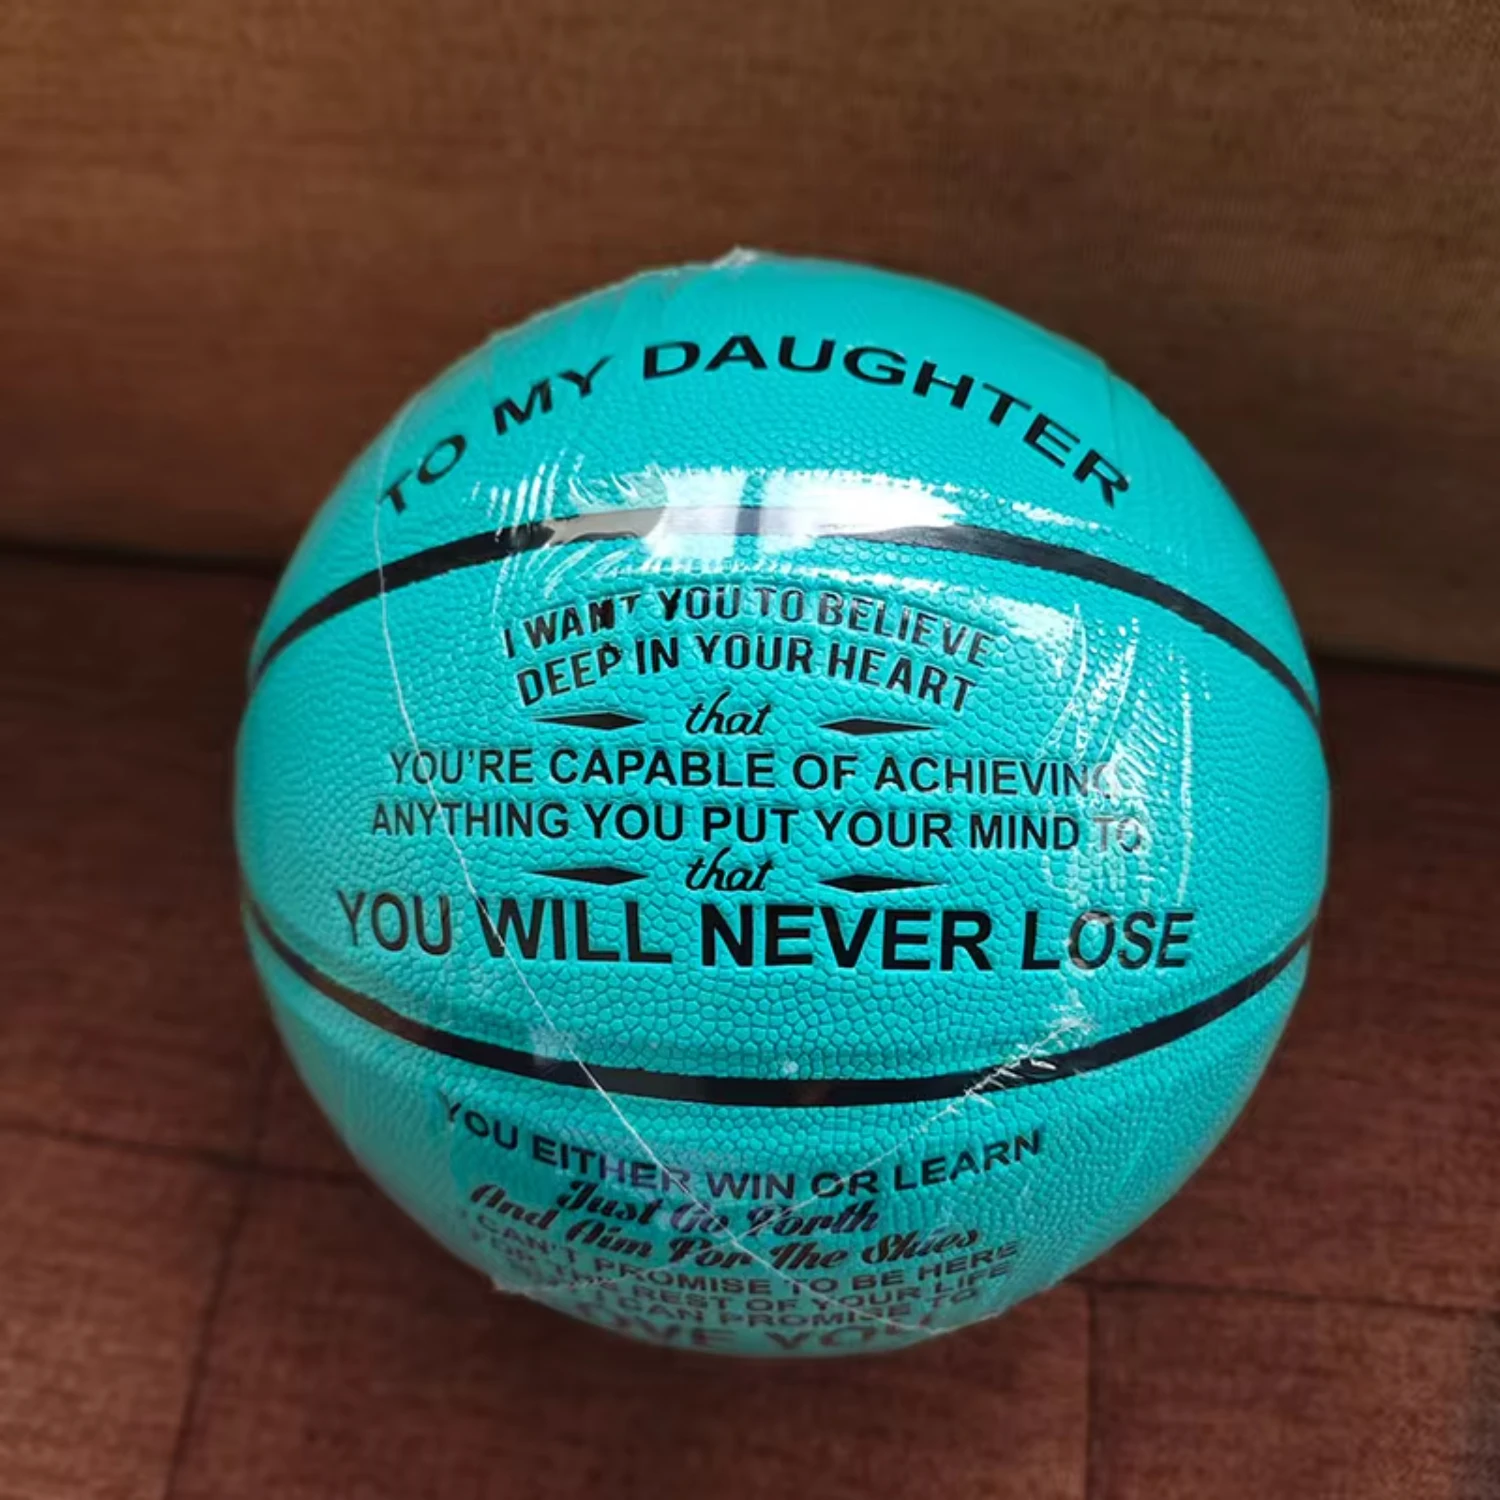 TO MY DAUGHTER
I WANT YOU TO BELIEVE
DEEP IN YOUR HEART
that
YOU'RE CAPABLE OF ACHIEVING
ANYTHING YOU PUT YOUR MIND TO
that
YOU WILL NEVER LOSE
YOU EITHER WIN OR LEARN
Just Go Forth
And Aim For The Skies
I CAN'T PROMISE TO BE HERE
FOR THE REST OF YOUR LIFE
I CAN PROMISE TO
LOVE YOU